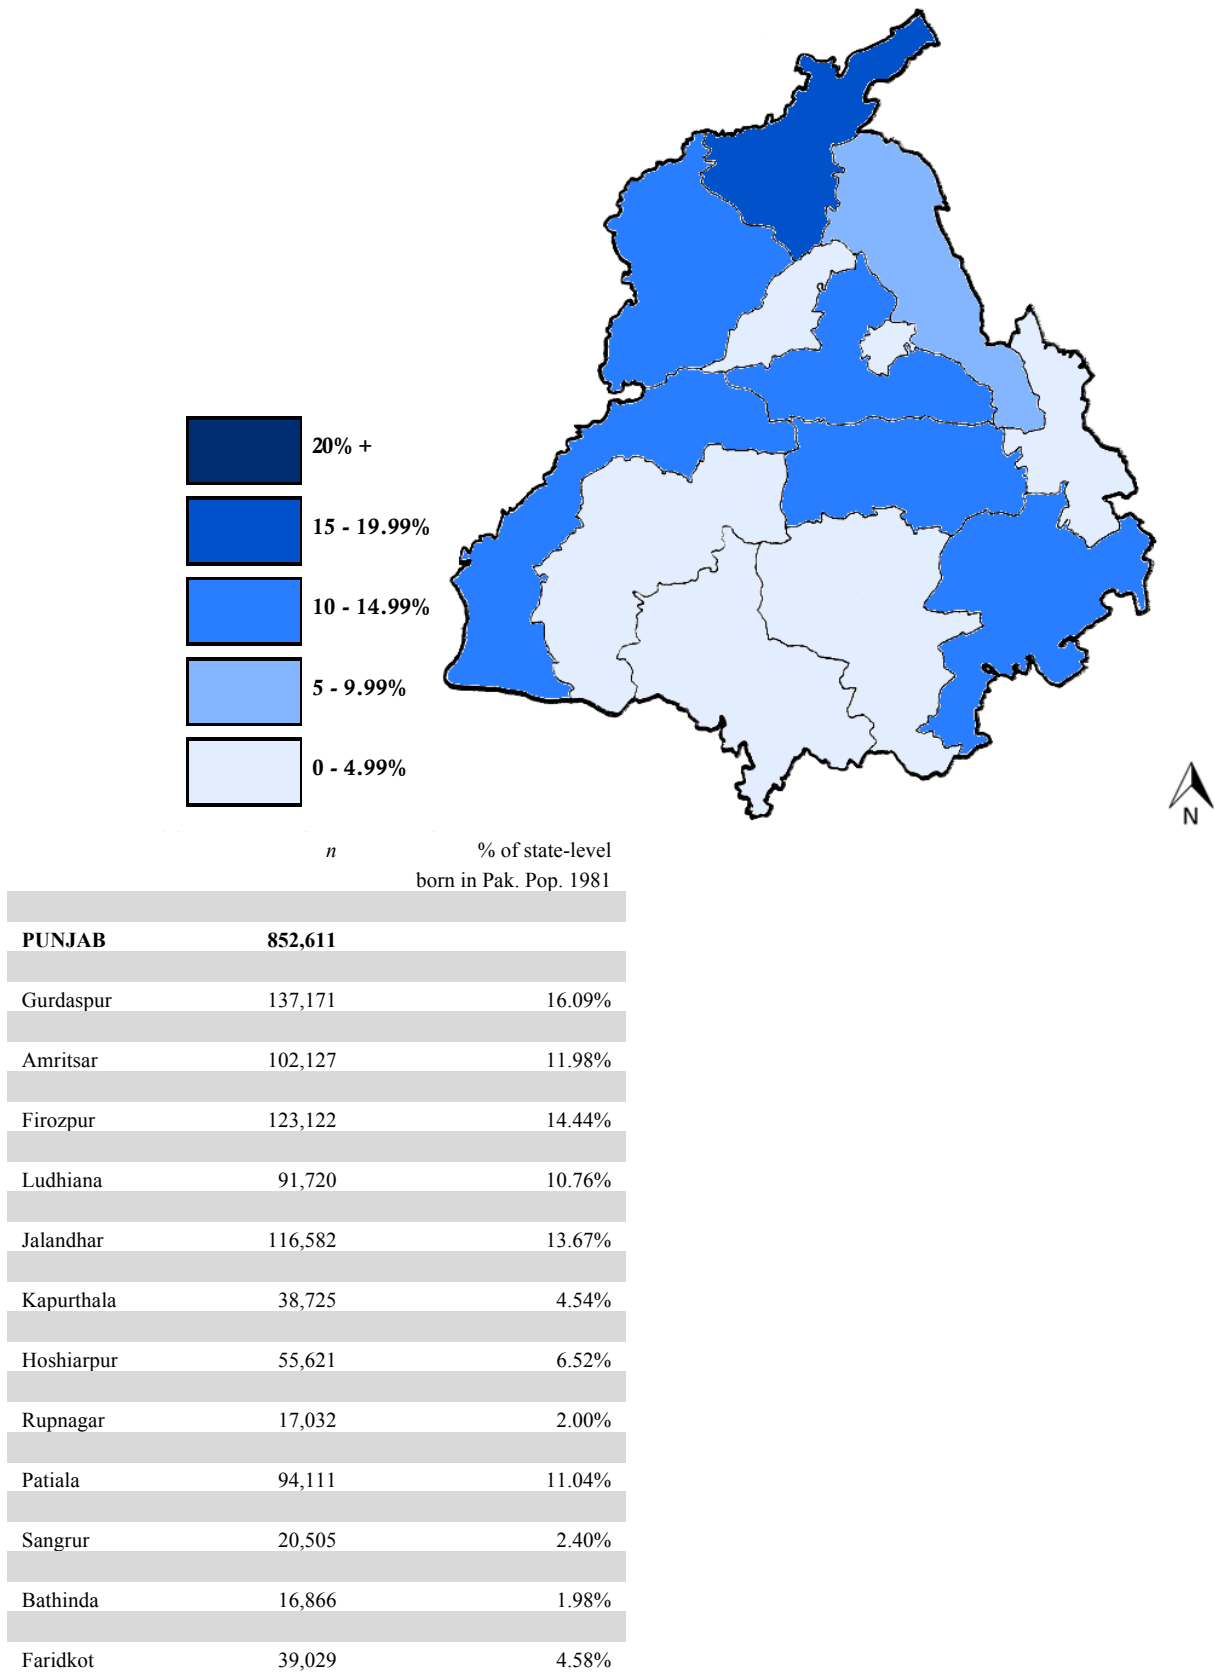 20% +
15 - 19.99%
10 - 14.99%
5 - 9.99%
0 - 4.99%
N
n % of state-level
born in Pak. Pop. 1981
PUNJAB 852,611
Gurdaspur 137,171 16.09%
Amritsar 102,127 11.98%
Firozpur 123,122 14.44%
Ludhiana 91,720 10.76%
Jalandhar 116,582 13.67%
Kapurthala 38,725 4.54%
Hoshiarpur 55,621 6.52%
Rupnagar 17,032 2.00%
Patiala 94,111 11.04%
Sangrur 20,505 2.40%
Bathinda 16,866 1.98%
Faridkot 39,029 4.58%